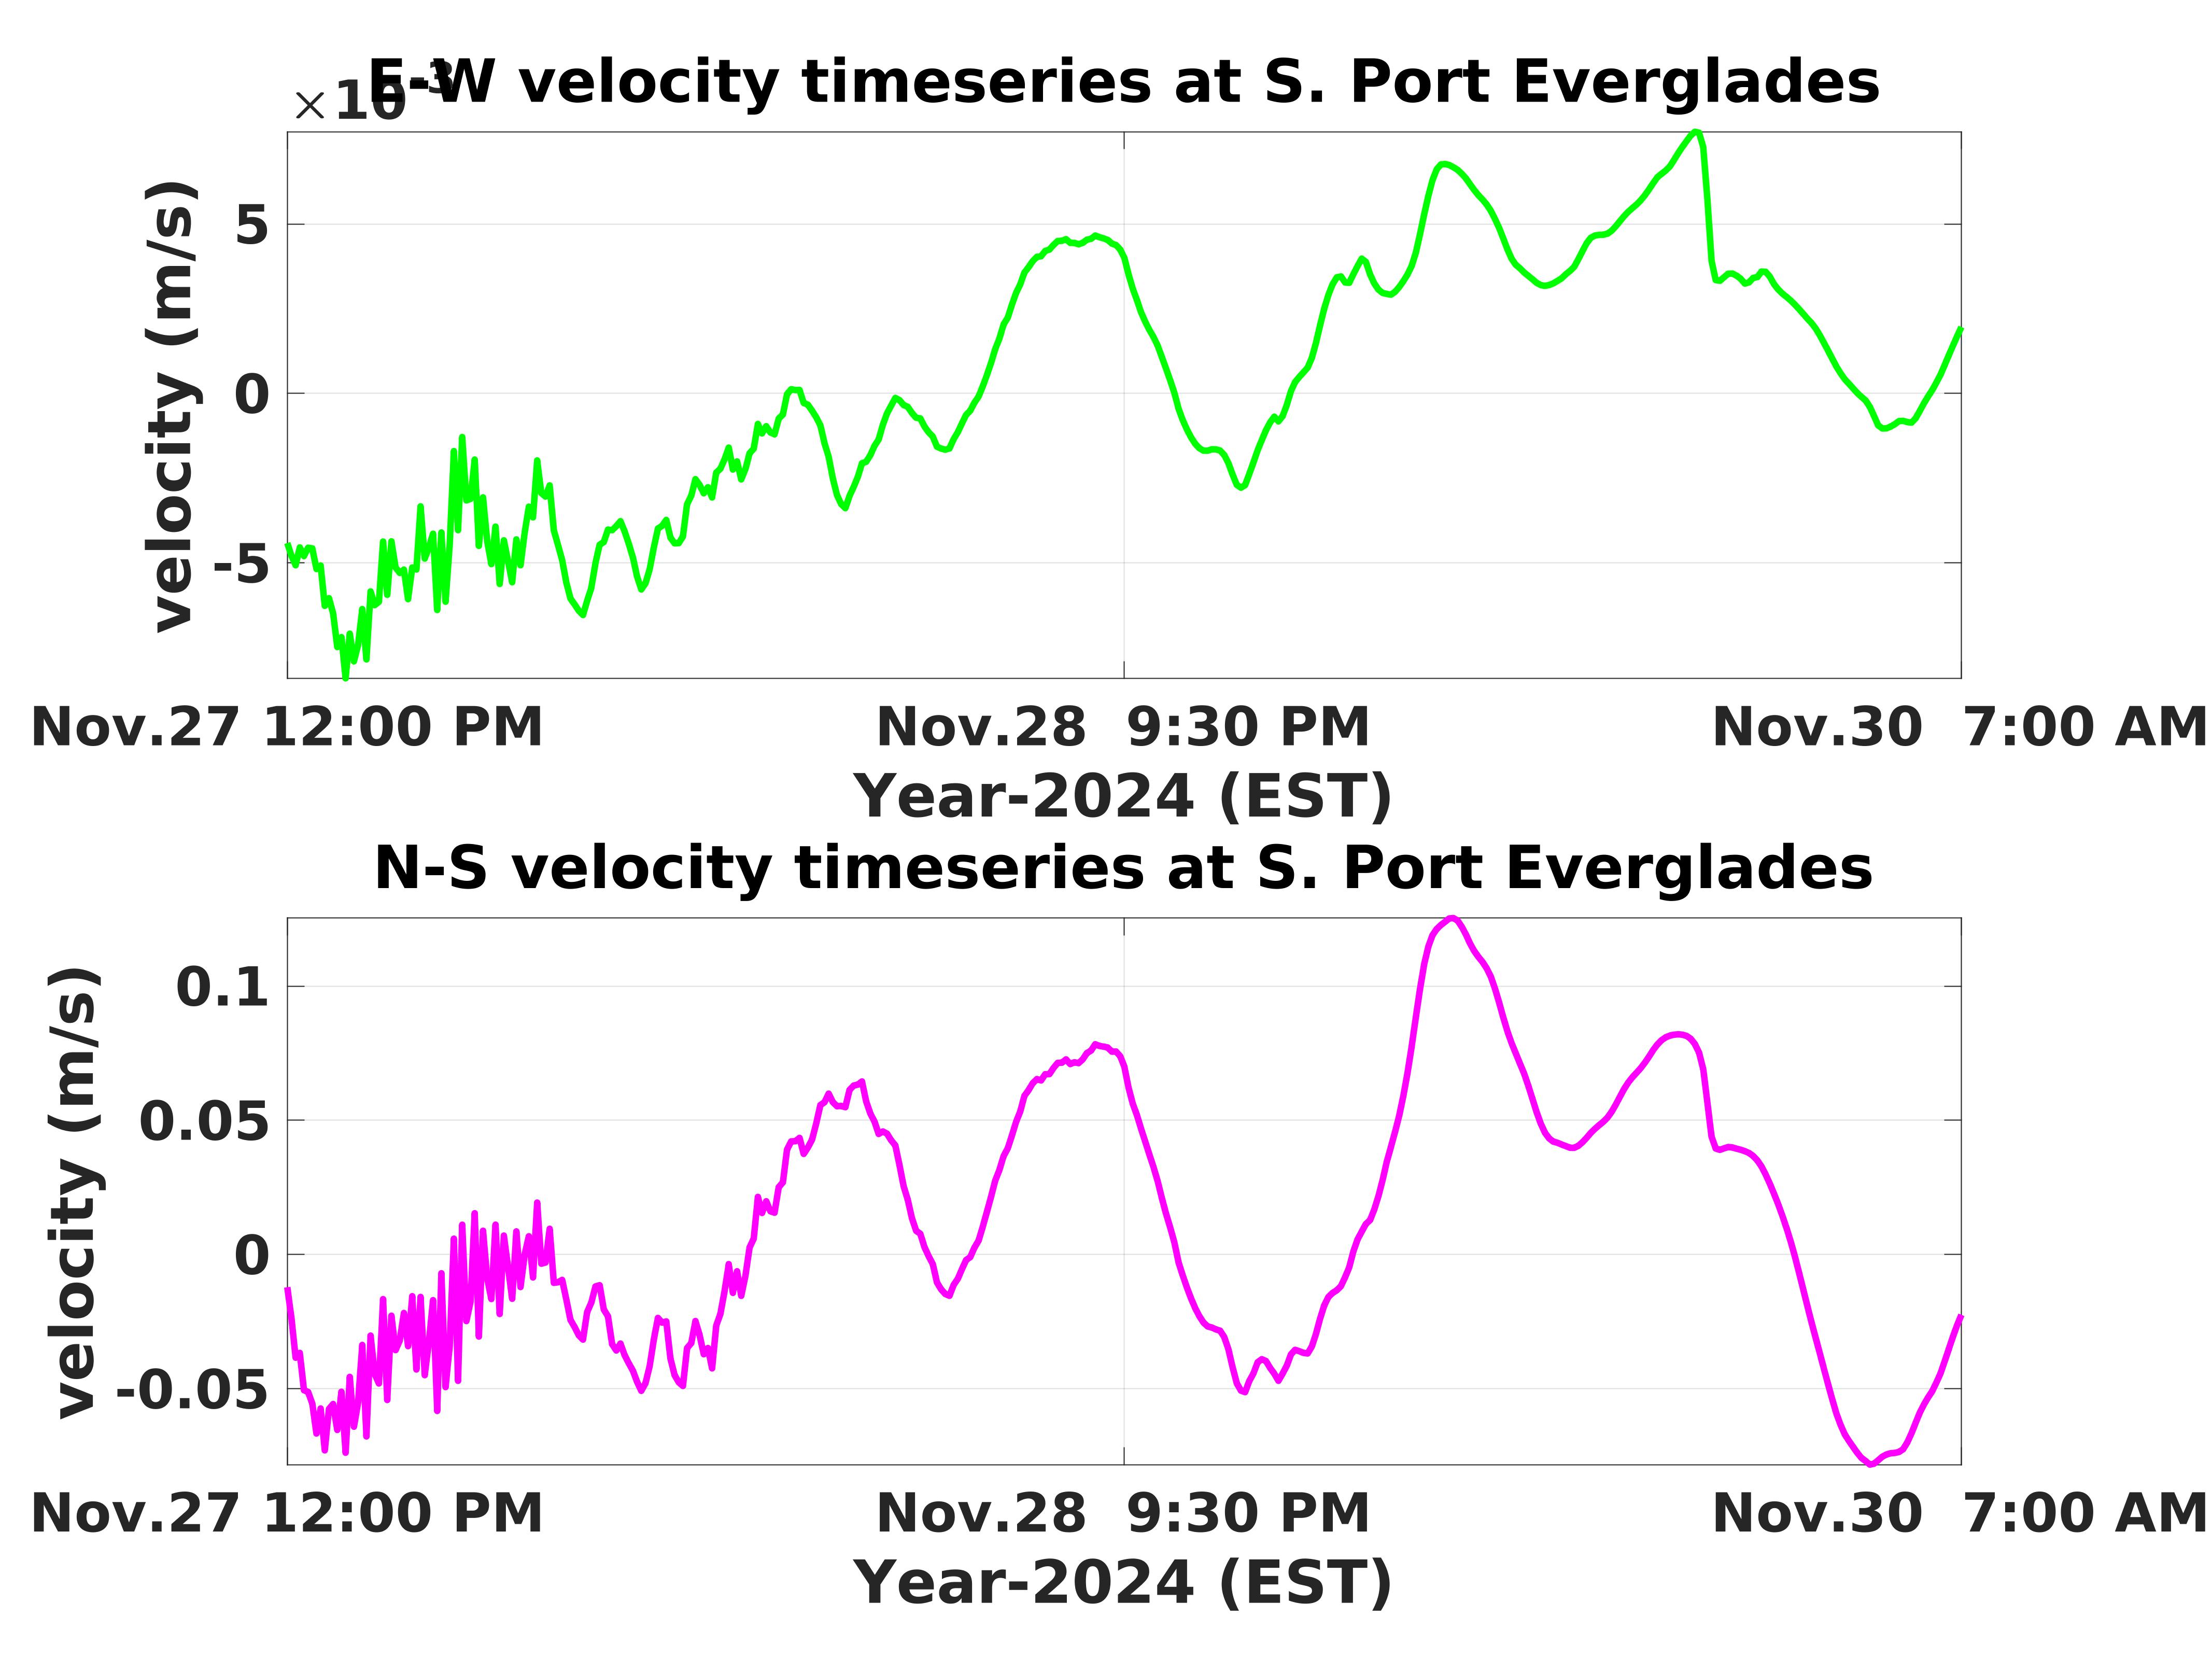 × 10-3
E-W velocity timeseries at S. Port Everglades
velocity (m/s)
5
0
-5
Nov.27 12:00 PM Nov.28 9:30 PM Nov.30 7:00 AM
Year-2024 (EST)
N-S velocity timeseries at S. Port Everglades
velocity (m/s)
0.1
0.05
0
-0.05
Nov.27 12:00 PM Nov.28 9:30 PM Nov.30 7:00 AM
Year-2024 (EST)